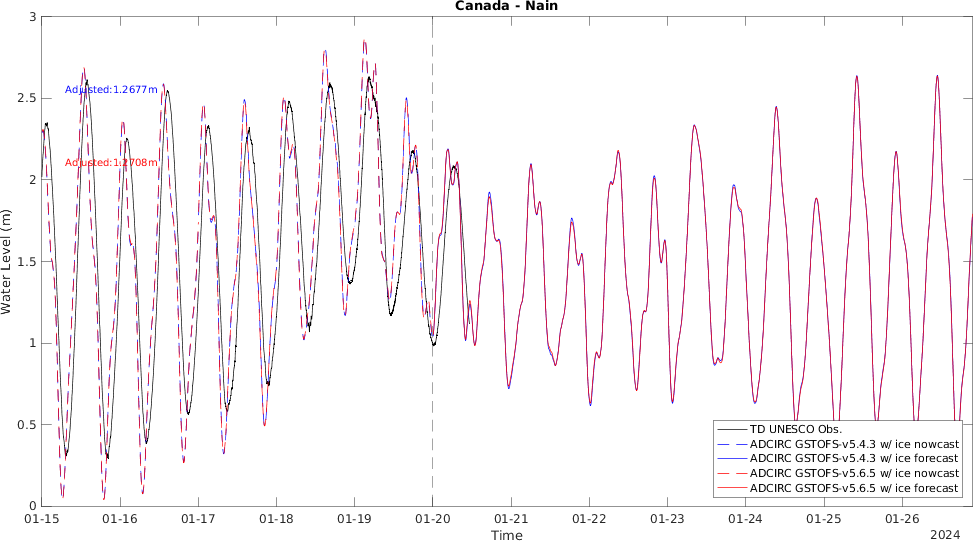 Canada - Nain
3
2.5
2
1.5
1
0.5
0
Water Level (m)
Adjusted:1.2677m
Adjusted:1.2708m
TD UNESCO Obs.
ADCIRC GSTOFS-v5.4.3 w/ ice nowcast
ADCIRC GSTOFS-v5.4.3 w/ ice forecast
ADCIRC GSTOFS-v5.6.5 w/ ice nowcast
ADCIRC GSTOFS-v5.6.5 w/ ice forecast
01-15 01-16 01-17 01-18 01-19 01-20 01-21 01-22 01-23 01-24 01-25 01-26
Time
2024